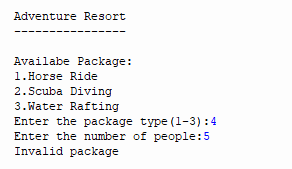 Adventure Resort
----------------
Availabe Package:
1.Horse Ride
2.Scuba Diving
3.Water Rafting
Enter the package type(1-3):4
Enter the number of people:5
Invalid package